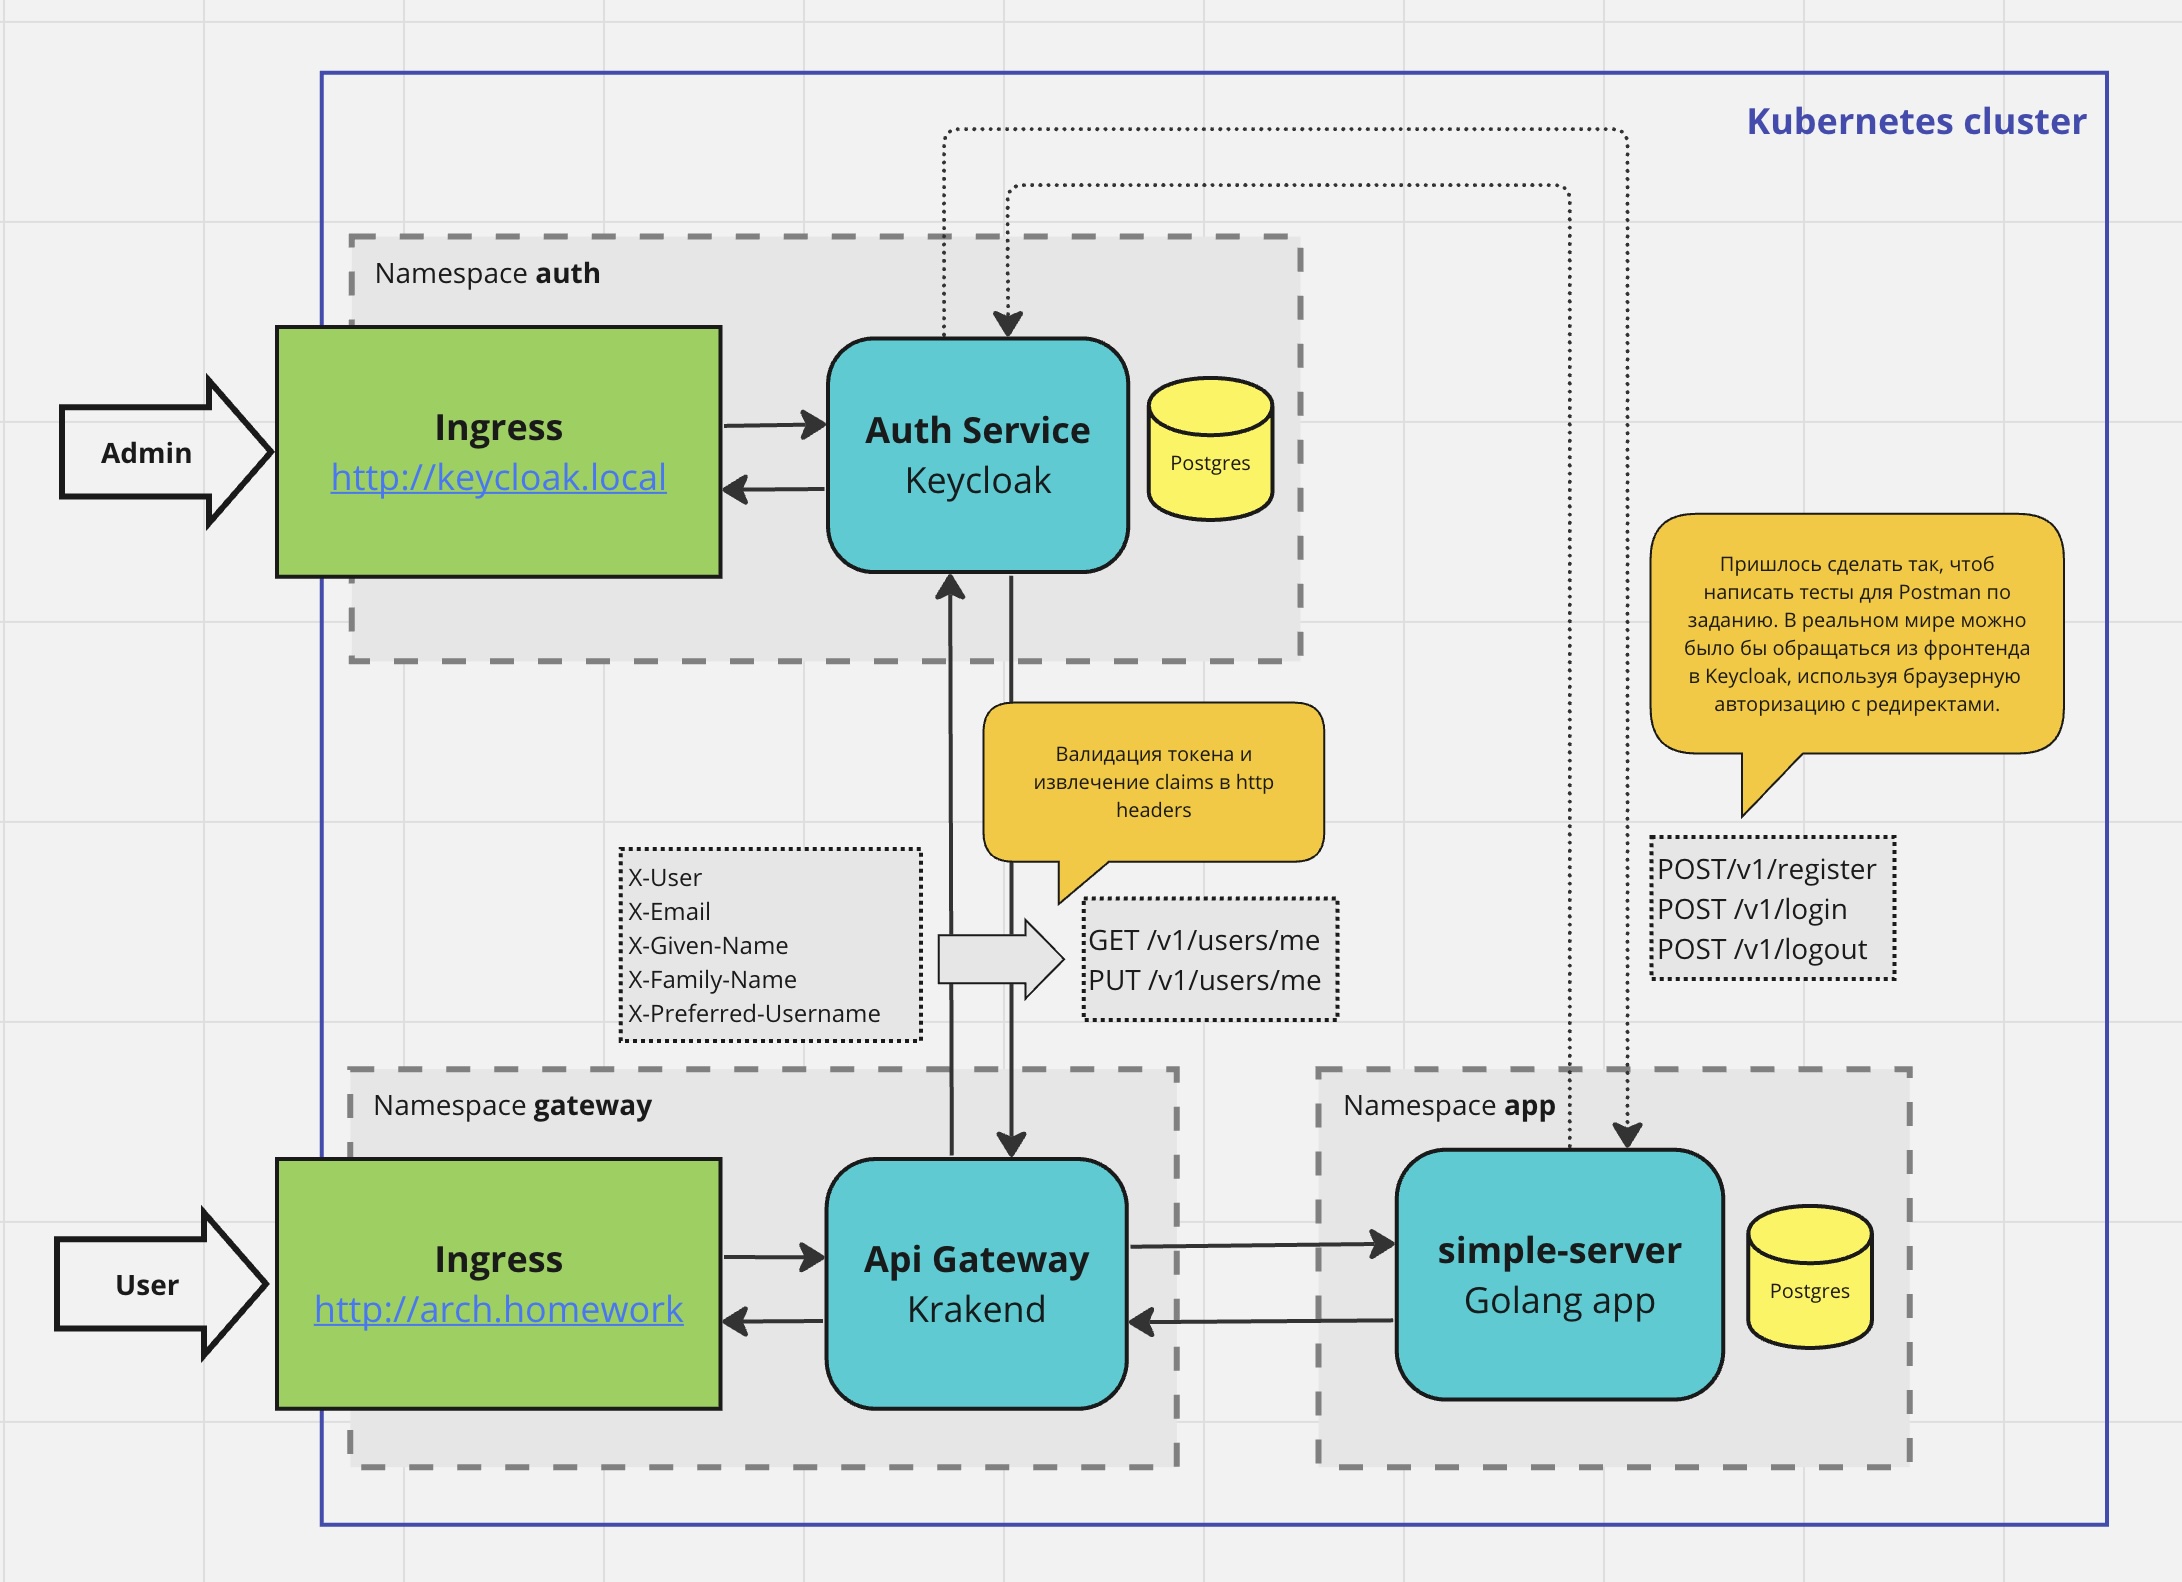 Kubernetes cluster
Namespace auth
Admin
Ingress
http://keycloak.local
Auth Service
Keycloak
Postgres
Пришлось сделать так, чтоб
написать тесты для Postman по
заданию. В реальном мире можно
было бы обращаться из фронтенда
в Keycloak, используя браузерную
авторизацию с редиректами.
Валидация токена и
извлечение claims в http
headers
X-User
X-Email
X-Given-Name
X-Family-Name
X-Preferred-Username
GET /v1/users/me
PUT /v1/users/me
POST/v1/register
POST /v1/login
POST /v1/logout
Namespace gateway
User
Ingress
http://arch.homework
Api Gateway
Krakend
Namespace app
simple-server
Golang app
Postgres